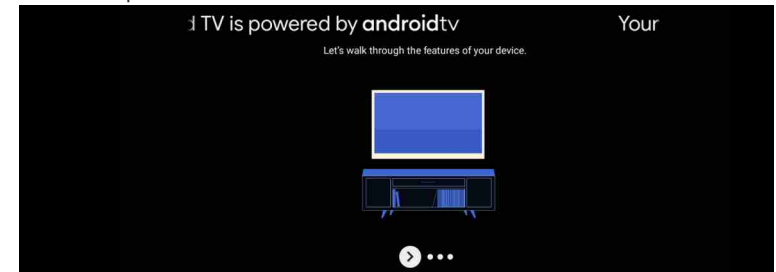 d TV is powered by androidtv Your
Let's walk through the features of your device.